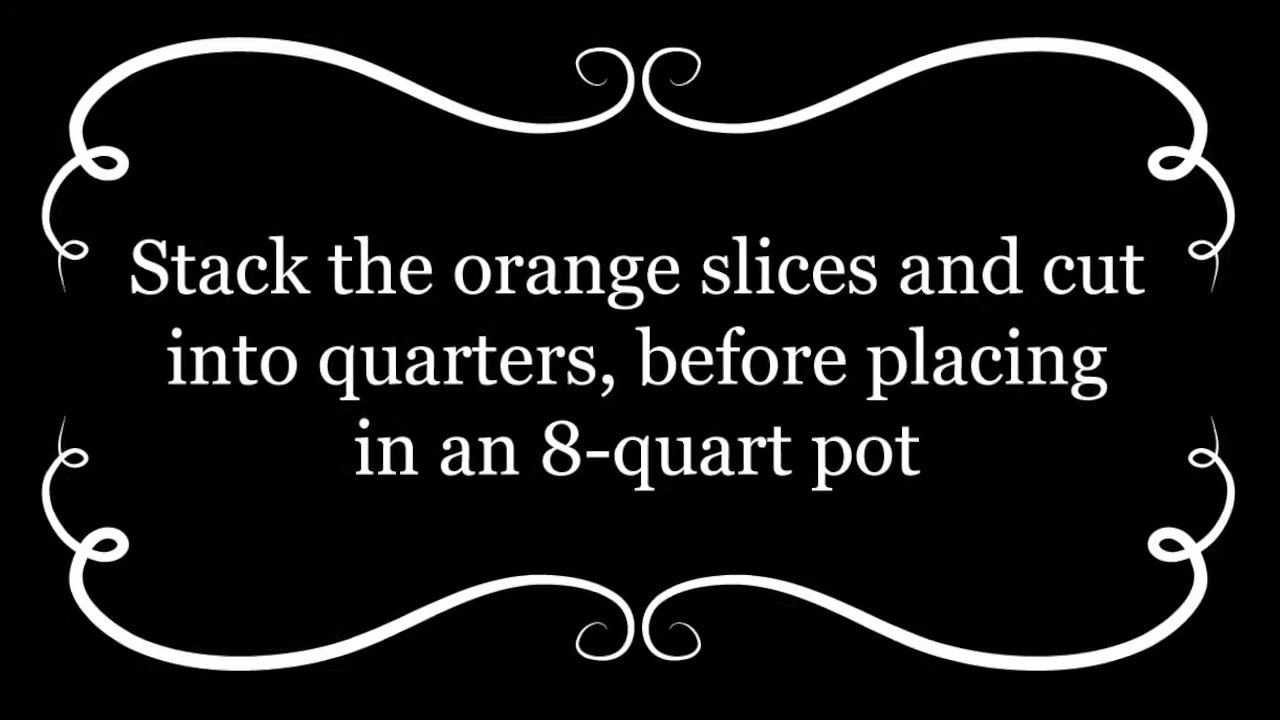 Stack the orange slices and cut
into quarters, before placing
in an 8-quart pot